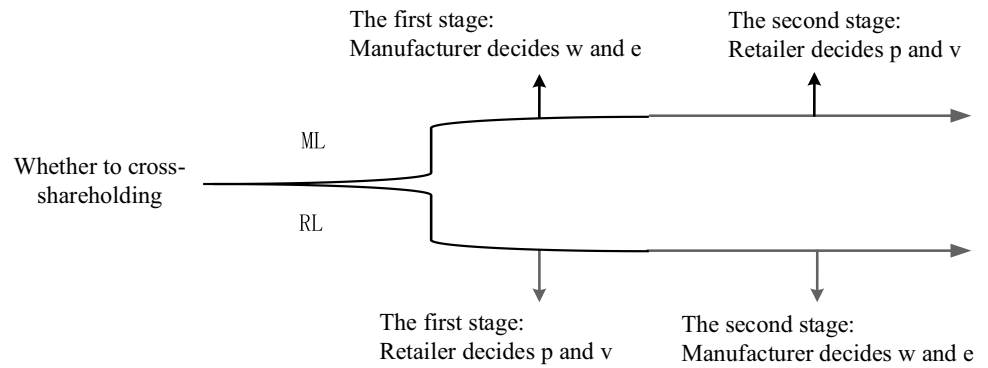 The first stage:
Manufacturer decides w and e
The second stage:
Retailer decides p and v
ML
Whether to cross-
shareholding
RL
The first stage:
Retailer decides p and v
The second stage:
Manufacturer decides w and e